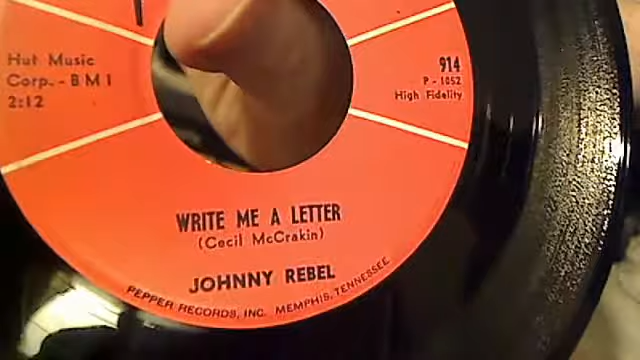 Hut Music
Corp. - B M I
2:12
914
P - 1052
High Fidelity
WRITE ME A LETTER
(Cecil McCrakin)
JOHNNY REBEL
PEPPER RECORDS, INC. MEMPHIS, TENNESSEE